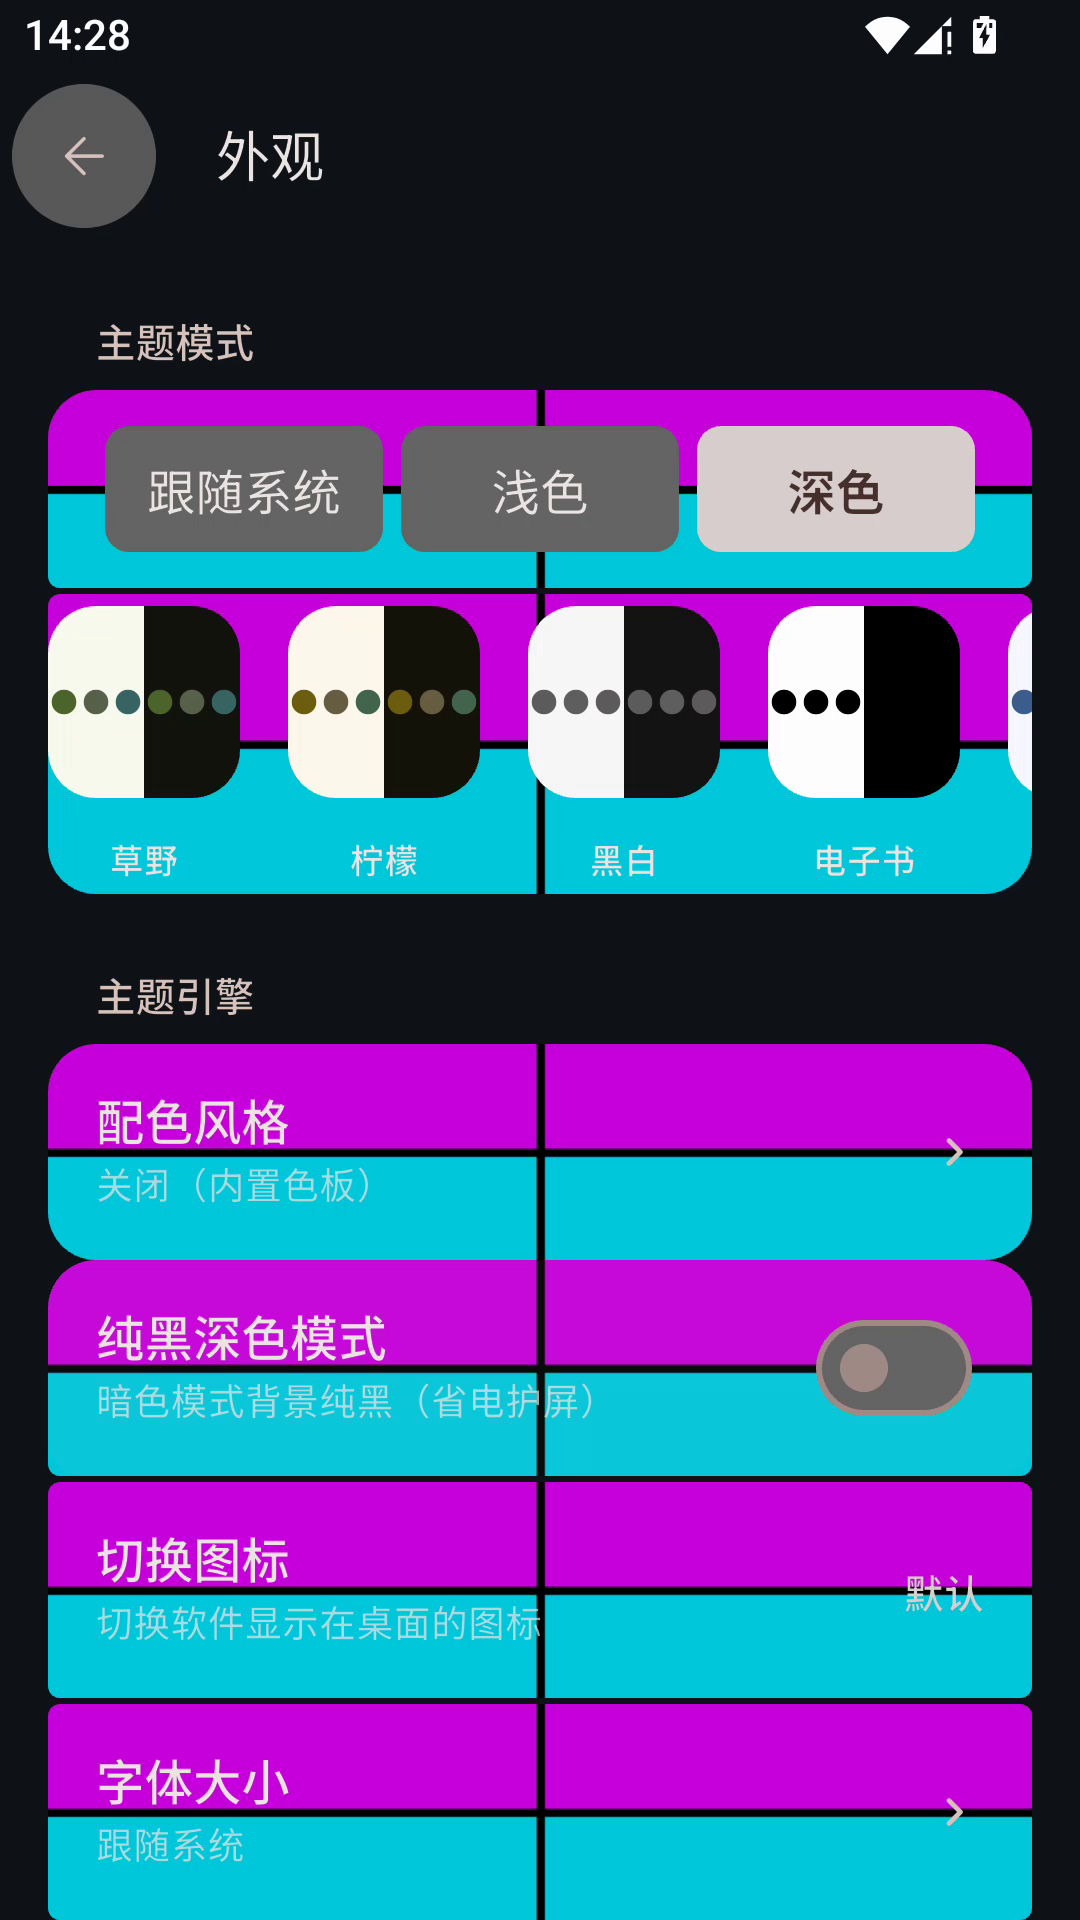 14:28
外观
主题模式
跟随系统
浅色
深色
草野
柠檬
黑白
电子书
主题引擎
配色风格
关闭（内置色板）
纯黑深色模式
暗色模式背景纯黑（省电护屏）
切换图标
切换软件显示在桌面的图标
默认
字体大小
跟随系统